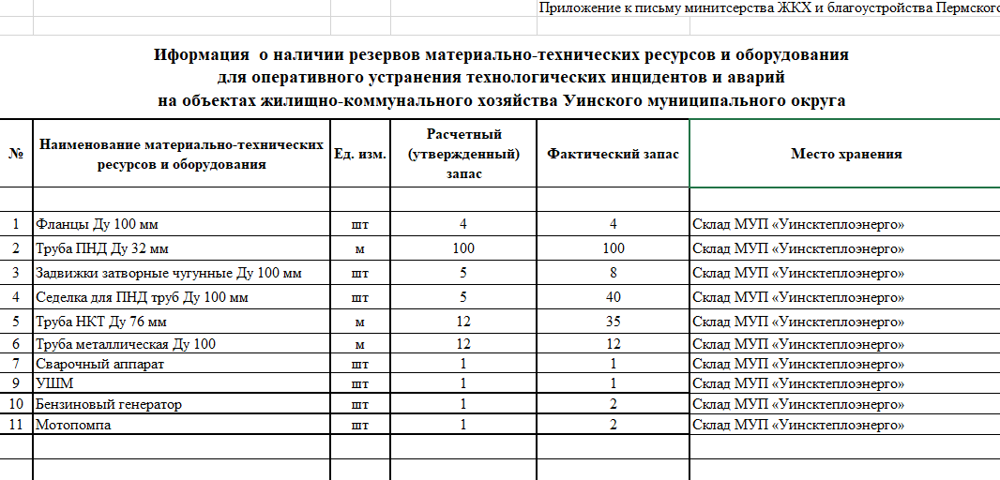 Приложение к письму минитсерства ЖКХ и благоустройства Пермского
Иформация о наличии резервов материально-технических ресурсов и оборудования
для оперативного устранения технологических инцидентов и аварий
на объектах жилищно-коммунального хозяйства Уинского муниципального округа
№ Наименование материально-технических ресурсов и оборудования Ед. изм. Расчетный (утвержденный) запас Фактический запас Место хранения
1 Фланцы Ду 100 мм шт 4 4 Склад МУП «Уинсктеплоэнерго»
2 Труба ПНД Ду 32 мм м 100 100 Склад МУП «Уинсктеплоэнерго»
3 Задвижки затворные чугунные Ду 100 мм шт 5 8 Склад МУП «Уинсктеплоэнерго»
4 Седелка для ПНД труб Ду 100 мм шт 5 40 Склад МУП «Уинсктеплоэнерго»
5 Труба НКТ Ду 76 мм м 12 35 Склад МУП «Уинсктеплоэнерго»
6 Труба металлическая Ду 100 м 12 12 Склад МУП «Уинсктеплоэнерго»
7 Сварочный аппарат шт 1 1 Склад МУП «Уинсктеплоэнерго»
9 УШМ шт 1 1 Склад МУП «Уинсктеплоэнерго»
10 Бензиновый генератор шт 1 2 Склад МУП «Уинсктеплоэнерго»
11 Мотопомпа шт 1 2 Склад МУП «Уинсктеплоэнерго»